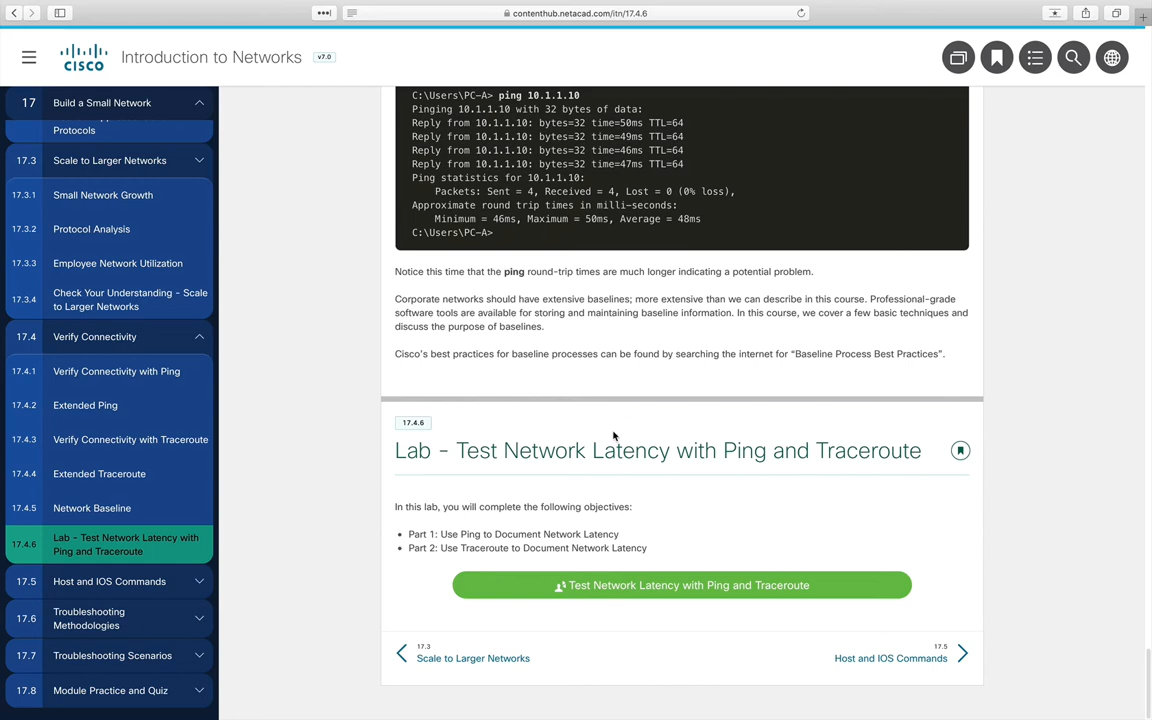 contenthub.netacad.com/itn/17.4.6
CISCO
Introduction to Networks
v7.0
17
Build a Small Network
Protocols
17.3
Scale to Larger Networks
17.3.1
Small Network Growth
17.3.2
Protocol Analysis
17.3.3
Employee Network Utilization
17.3.4
Check Your Understanding - Scale
to Larger Networks
17.4
Verify Connectivity
17.4.1
Verify Connectivity with Ping
17.4.2
Extended Ping
17.4.3
Verify Connectivity with Traceroute
17.4.4
Extended Traceroute
17.4.5
Network Baseline
17.4.6
Lab - Test Network Latency with
Ping and Traceroute
17.5
Host and IOS Commands
17.6
Troubleshooting
Methodologies
17.7
Troubleshooting Scenarios
17.8
Module Practice and Quiz
C:\Users\PC-A> ping 10.1.1.10
Pinging 10.1.1.10 with 32 bytes of data:
Reply from 10.1.1.10: bytes=32 time=50ms TTL=64
Reply from 10.1.1.10: bytes=32 time=49ms TTL=64
Reply from 10.1.1.10: bytes=32 time=46ms TTL=64
Reply from 10.1.1.10: bytes=32 time=47ms TTL=64
Ping statistics for 10.1.1.10:
Packets: Sent = 4, Received = 4, Lost = 0 (0% loss),
Approximate round trip times in milli-seconds:
Minimum = 46ms, Maximum = 50ms, Average = 48ms
C:\Users\PC-A>
Notice this time that the ping round-trip times are much longer indicating a potential problem.
Corporate networks should have extensive baselines; more extensive than we can describe in this course. Professional-grade
software tools are available for storing and maintaining baseline information. In this course, we cover a few basic techniques and
discuss the purpose of baselines.
Cisco's best practices for baseline processes can be found by searching the internet for “Baseline Process Best Practices”.
17.4.6
Lab - Test Network Latency with Ping and Traceroute
In this lab, you will complete the following objectives:
• Part 1: Use Ping to Document Network Latency
• Part 2: Use Traceroute to Document Network Latency
Test Network Latency with Ping and Traceroute
17.3
Scale to Larger Networks
17.5
Host and IOS Commands